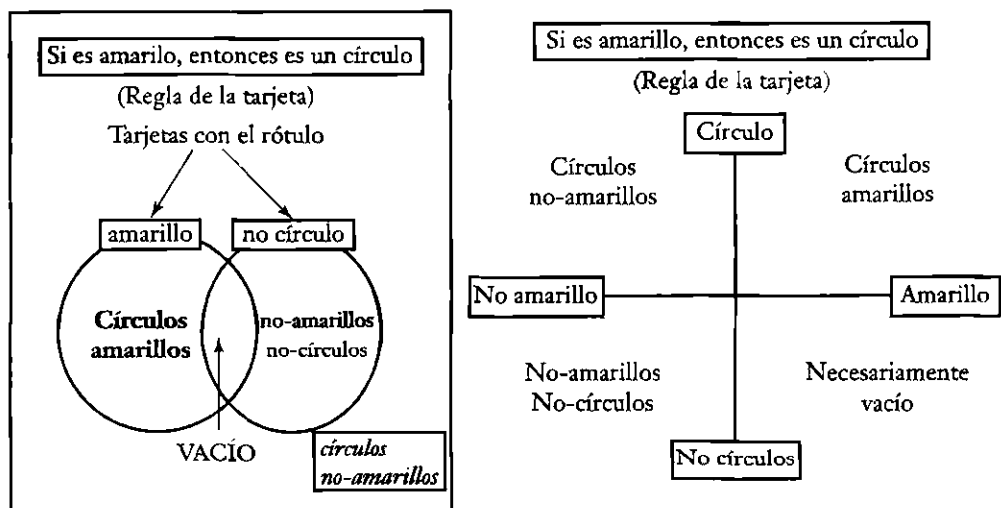 Si es amarilo, entonces es un círculo
(Regla de la tarjeta)
Tarjetas con el rótulo
amarillo
no círculo
Círculos
amarillos
no-amarillos
no-círculos
VACÍO
círculos
no-amarillos
Si es amarillo, entonces es un círculo
(Regla de la tarjeta)
Círculo
Círculos
no-amarillos
Círculos
amarillos
No amarillo
Amarillo
No-amarillos
No-círculos
Necesariamente
vacío
No círculos